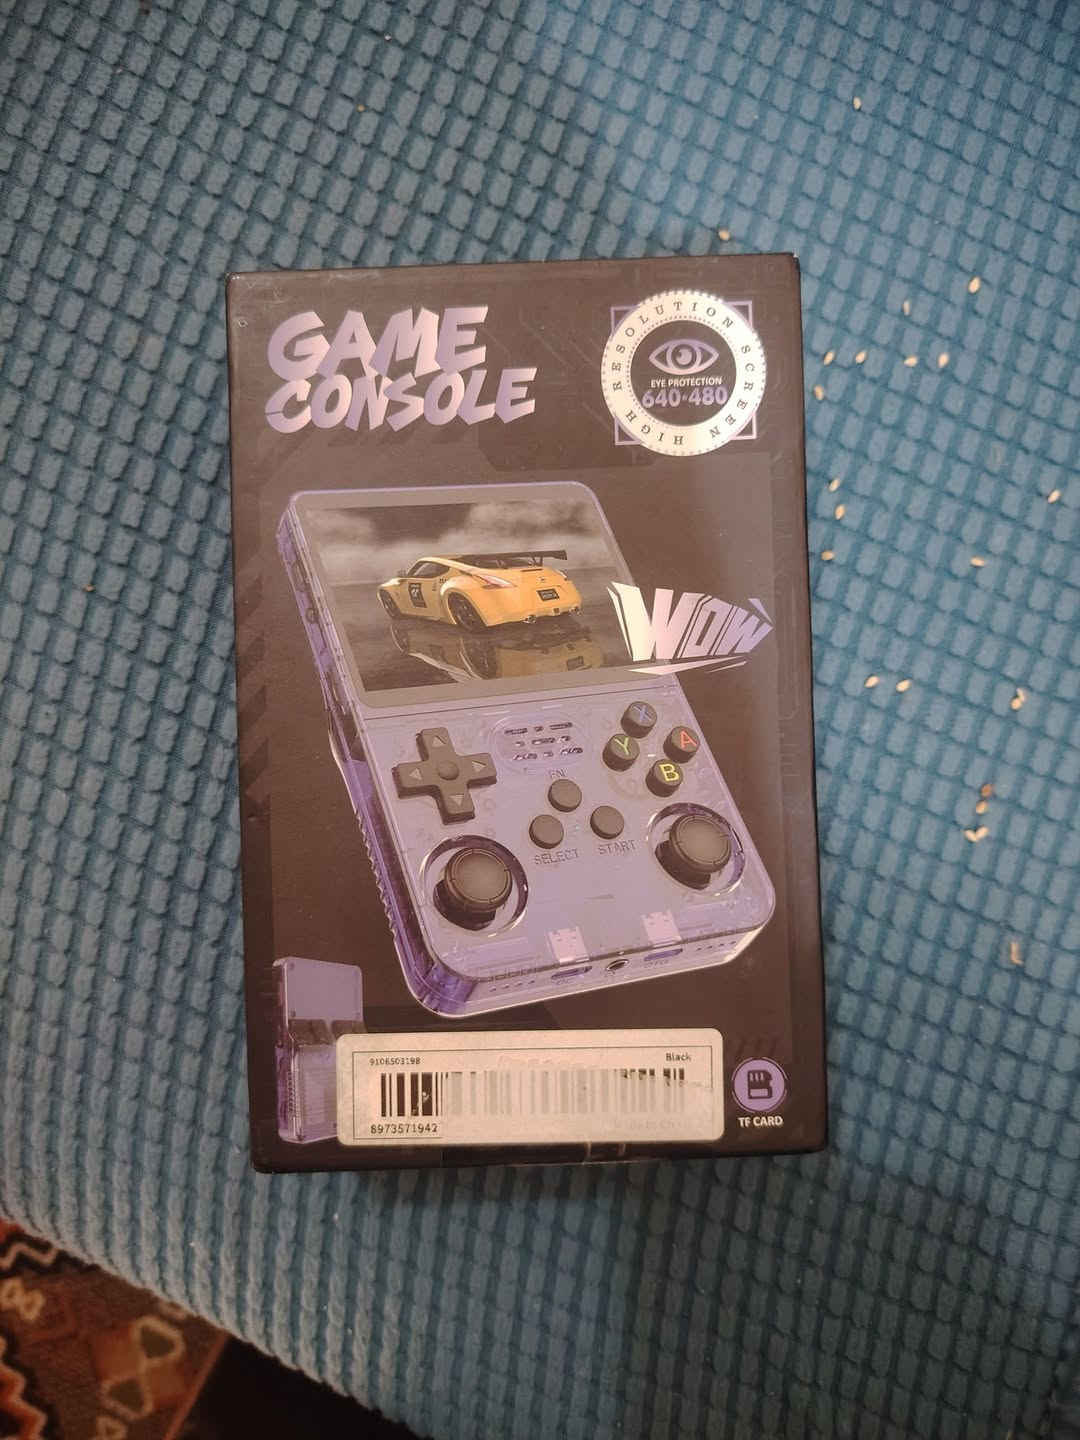 GAME
CONSOLE
HIGH RESOLUTION SCREEN
EYE PROTECTION
640*480
WOW
X
Y
A
B
FN
SELECT
START
9106503198
Black
8973571942
TF CARD